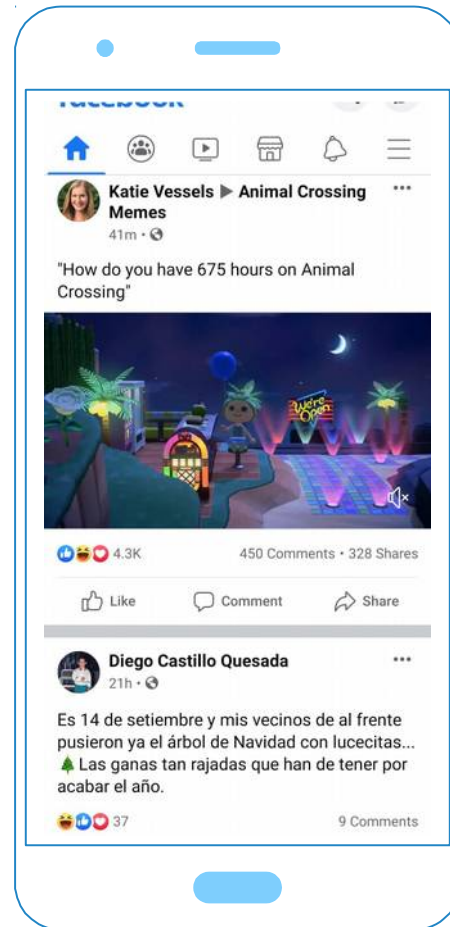 facebook
Katie Vessels ▶ Animal Crossing
Memes
41m •
"How do you have 675 hours on Animal
Crossing"
We're
Open
4.3K
450 Comments • 328 Shares
Like
Comment
Share
Diego Castillo Quesada
21h •
Es 14 de setiembre y mis vecinos de al frente
pusieron ya el árbol de Navidad con lucecitas...
🌲Las ganas tan rajadas que han de tener por
acabar el año.
37
9 Comments